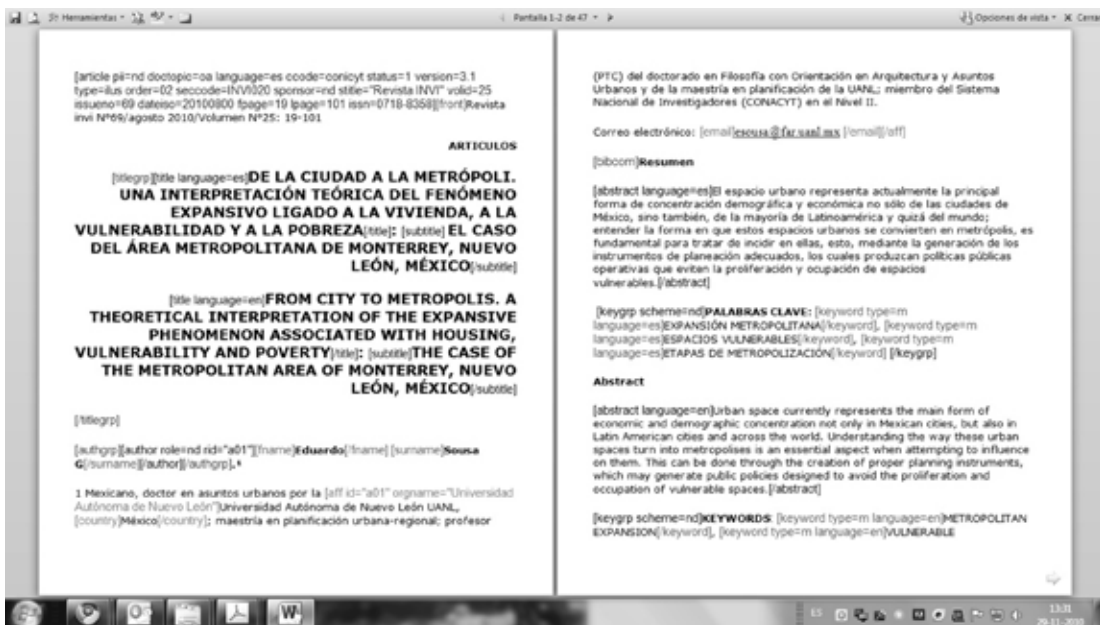 Herramientas
Pantalla 1-2 de 47
Opciones de vista
Cerrar
[article pii=nd doctopic=oa language=es ccode=conicyt status=1 version=3.1
type=ilus order=02 seccode=INVI020 sponsor=nd stitle="Revista INVI" volid=25
issueno=69 dateiso=20100800 fpage=19 lpage=101 issn=0718-8358][front]Revista
invi Nº69/agosto 2010/Volumen Nº25: 19-101
ARTICULOS
[titlegrp][title language=es]DE LA CIUDAD A LA METRÓPOLI.
UNA INTERPRETACIÓN TEÓRICA DEL FENÓMENO
EXPANSIVO LIGADO A LA VIVIENDA, A LA
VULNERABILIDAD Y A LA POBREZA[/title]: [subtitle] EL CASO
DEL ÁREA METROPOLITANA DE MONTERREY, NUEVO
LEÓN, MÉXICO[/subtitle]
[title language=en]FROM CITY TO METROPOLIS. A
THEORETICAL INTERPRETATION OF THE EXPANSIVE
PHENOMENON ASSOCIATED WITH HOUSING,
VULNERABILITY AND POVERTY[/title]: [subtitle]THE CASE OF
THE METROPOLITAN AREA OF MONTERREY, NUEVO
LEÓN, MÉXICO[/subtitle]
[/titlegrp]
[authgrp][author role=nd rid="a01"][fname]Eduardo[/fname] [surname]Sousa
G[/surname][/author][/authgrp].
1 Mexicano, doctor en asuntos urbanos por la [aff id="a01" orgname="Universidad
Autónoma de Nuevo León"]Universidad Autónoma de Nuevo León UANL,
[country]México[/country]; maestría en planificación urbana-regional; profesor
(PTC) del doctorado en Filosofía con Orientación en Arquitectura y Asuntos
Urbanos y de la maestría en planificación de la UANL; miembro del Sistema
Nacional de Investigadores (CONACYT) en el Nivel II.
Correo electrónico: [email]esousa@far.uanl.mx [/email][/aff]
[bibcom]Resumen
[abstract language=es]El espacio urbano representa actualmente la principal
forma de concentración demográfica y económica no sólo de las ciudades de
México, sino también, de la mayoría de Latinoamérica y quizá del mundo;
entender la forma en que estos espacios urbanos se convierten en metrópolis, es
fundamental para tratar de incidir en ellas, esto, mediante la generación de los
instrumentos de planeación adecuados, los cuales produzcan políticas públicas
operativas que eviten la proliferación y ocupación de espacios
vulnerables.[/abstract]
[keygrp scheme=nd]PALABRAS CLAVE: [keyword type=m
language=es]EXPANSIÓN METROPOLITANA[/keyword], [keyword type=m
language=es]ESPACIOS VULNERABLES[/keyword], [keyword type=m
language=es]ETAPAS DE METROPOLIZACIÓN[/keyword] [/keygrp]
Abstract
[abstract language=en]Urban space currently represents the main form of
economic and demographic concentration not only in Mexican cities, but also in
Latin American cities and across the world. Understanding the way these urban
spaces turn into metropolises is an essential aspect when attempting to influence
on them. This can be done through the creation of proper planning instruments,
which may generate public policies designed to avoid the proliferation and
occupation of vulnerable spaces.[/abstract]
[keygrp scheme=nd]KEYWORDS: [keyword type=m language=en]METROPOLITAN
EXPANSION[/keyword], [keyword type=m language=en]VULNERABLE
ES
13:31
29-11-2010